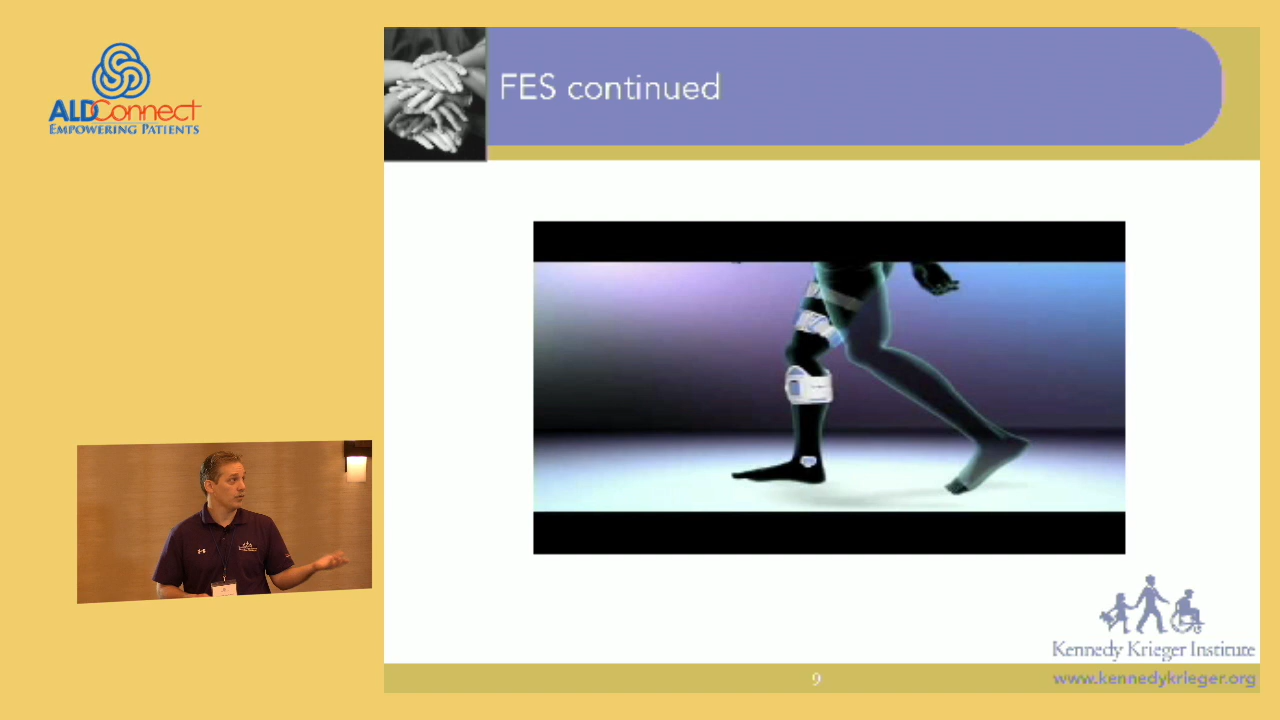 ALDConnect
EMPOWERING PATIENTS
FES continued
Kennedy Krieger Institute
9
www.kennedykrieger.org